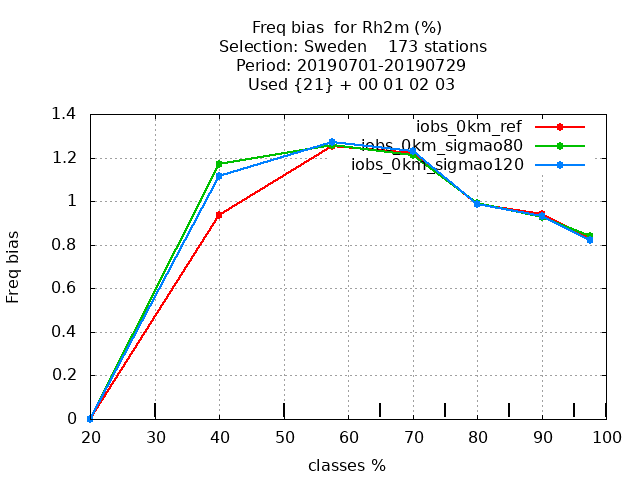 Freq bias  for Rh2m (%)
Selection: Sweden    173 stations
Period: 20190701-20190729
Used {21} + 00 01 02 03
iobs_0km_ref
iobs_0km_sigmao80
iobs_0km_sigmao120
Freq bias
1.4
1.2
1
0.8
0.6
0.4
0.2
0
20 30 40 50 60 70 80 90 100
classes %